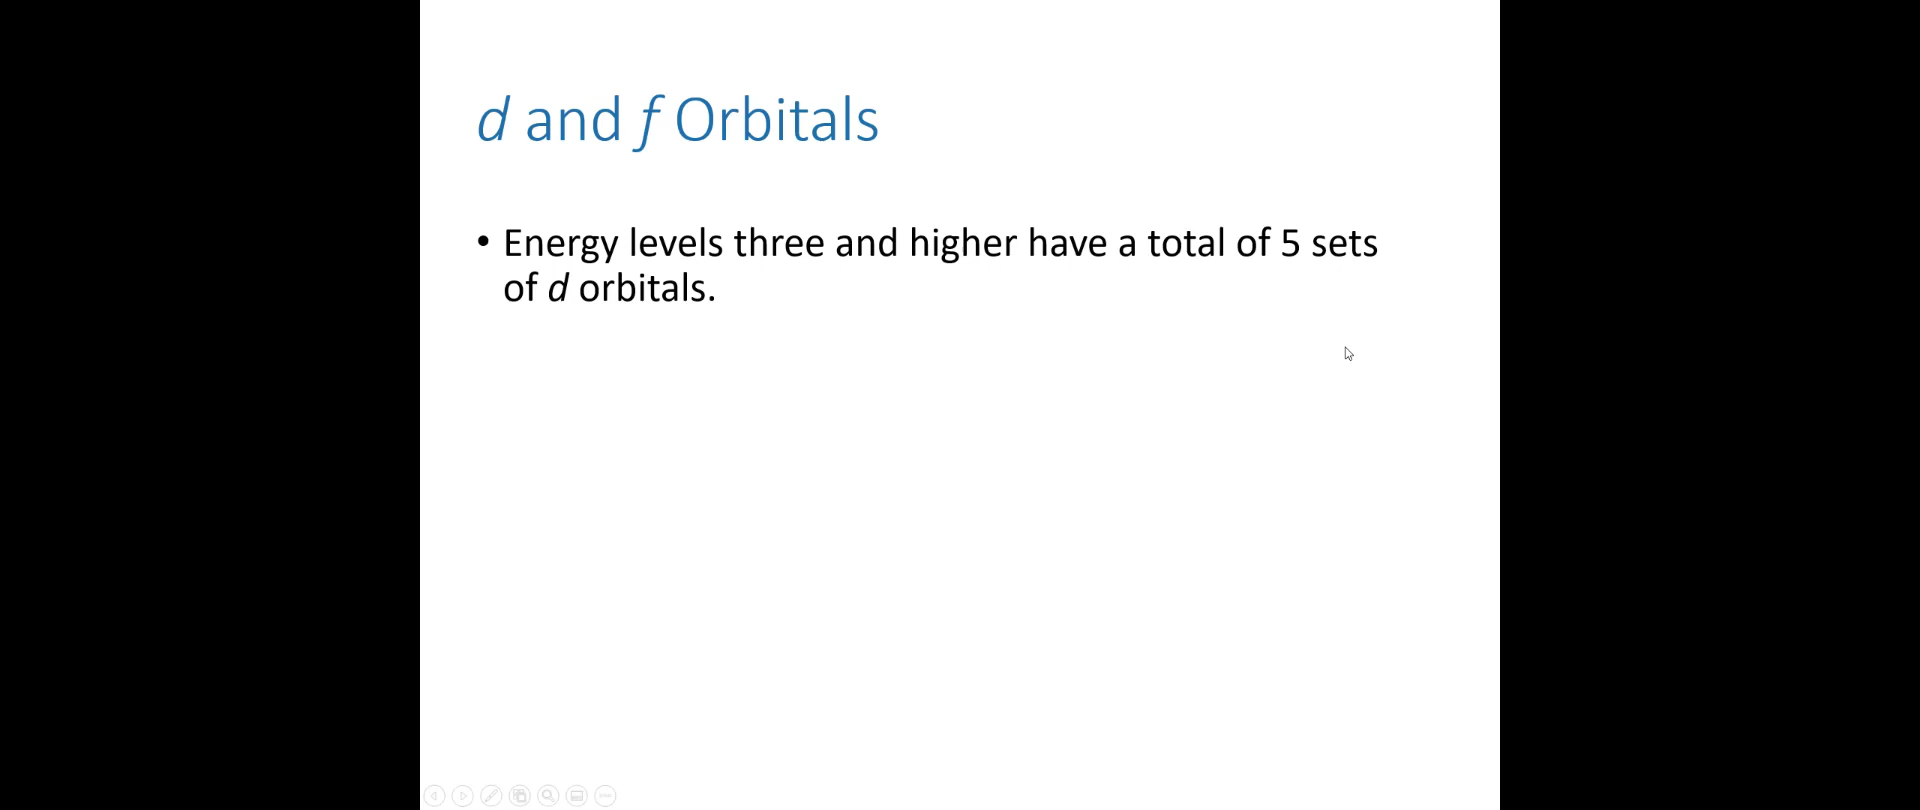 d and f Orbitals
• Energy levels three and higher have a total of 5 sets
of d orbitals.